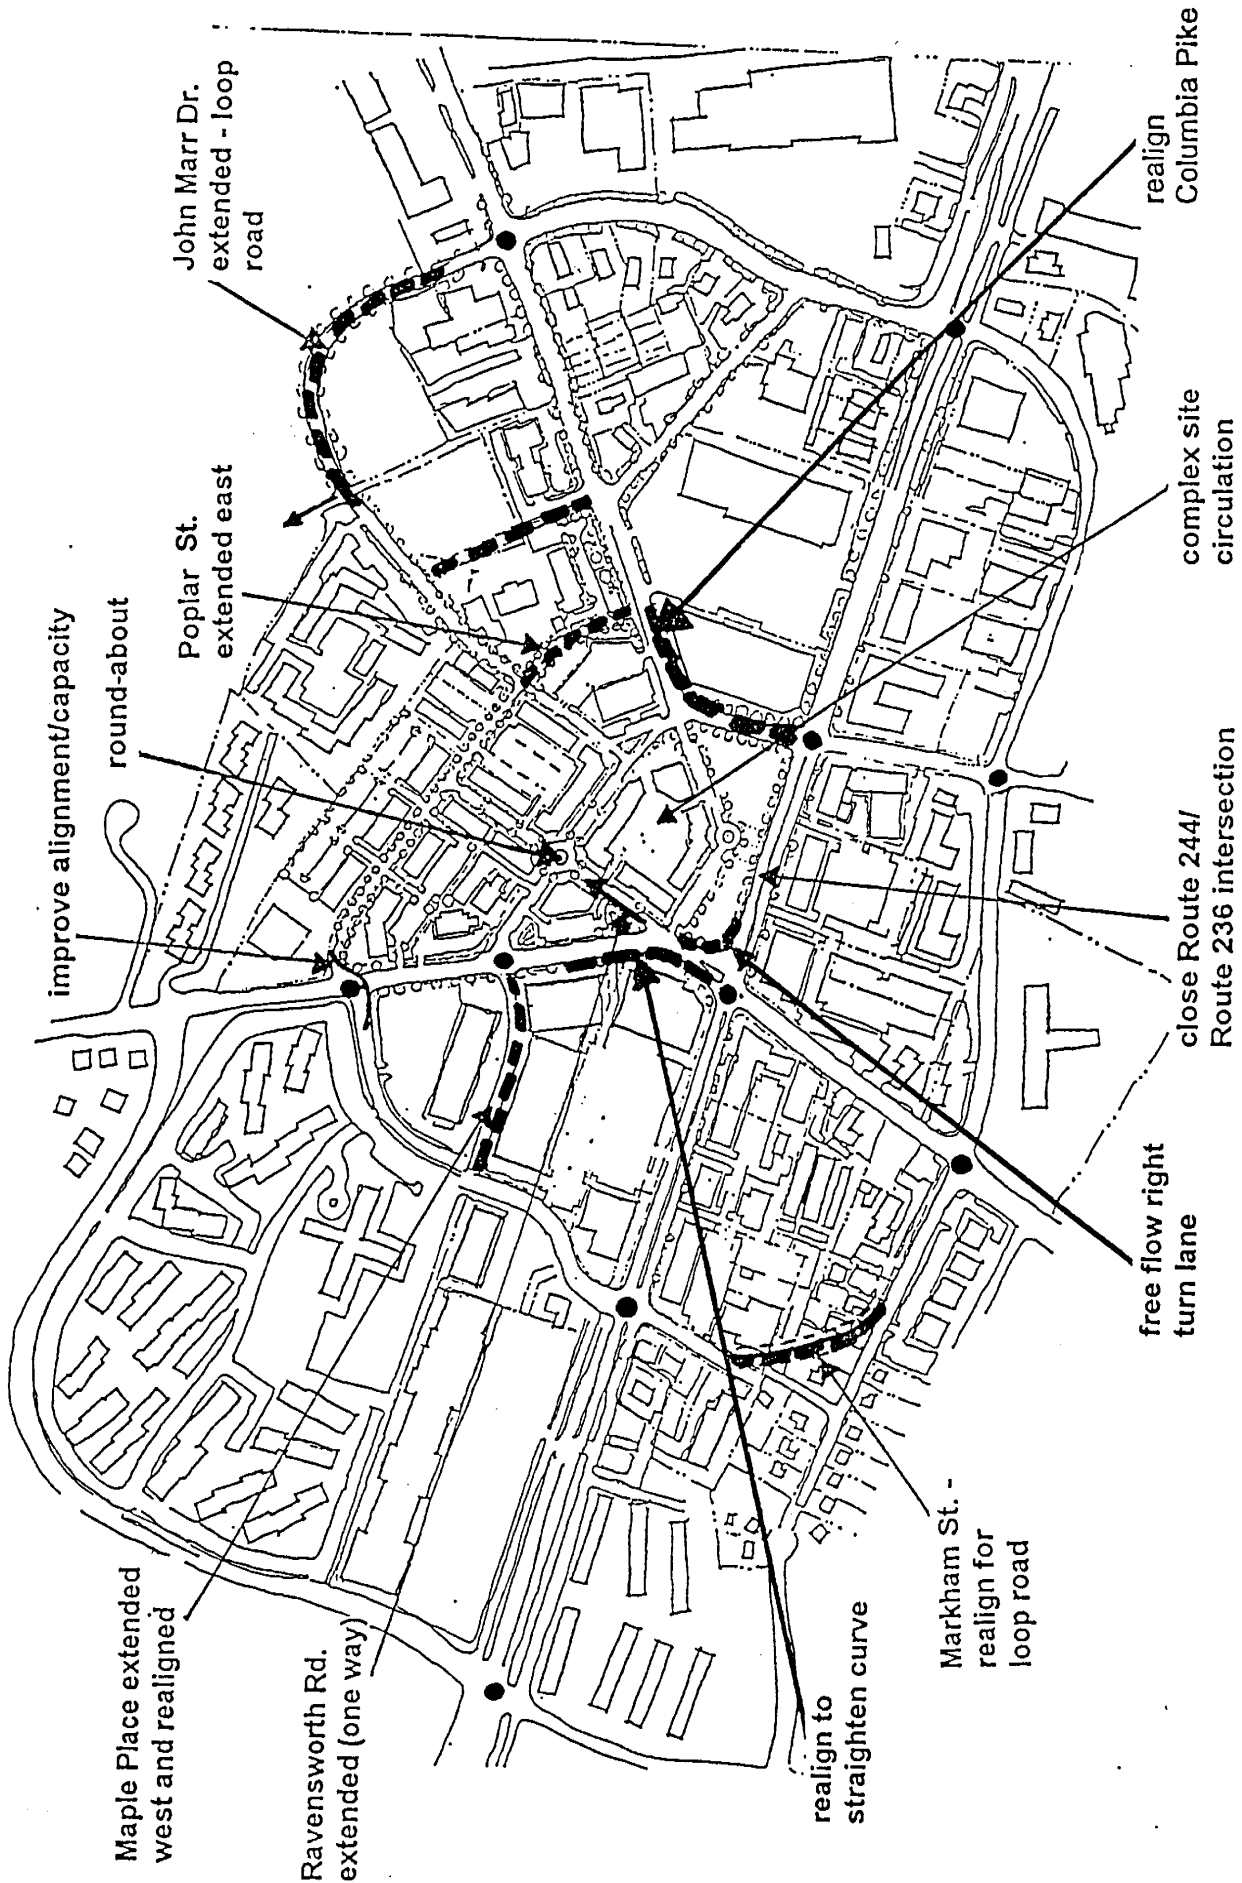 Maple Place extended
west and realigned
improve alignment/capacity
round-about
Poplar St.
extended east
John Marr Dr.
extended - loop
road
Ravensworth Rd.
extended (one way)
realign to
straighten curve
Markham St. -
realign for
loop road
free flow right
turn lane
close Route 244/
Route 236 intersection
complex site
circulation
realign
Columbia Pike